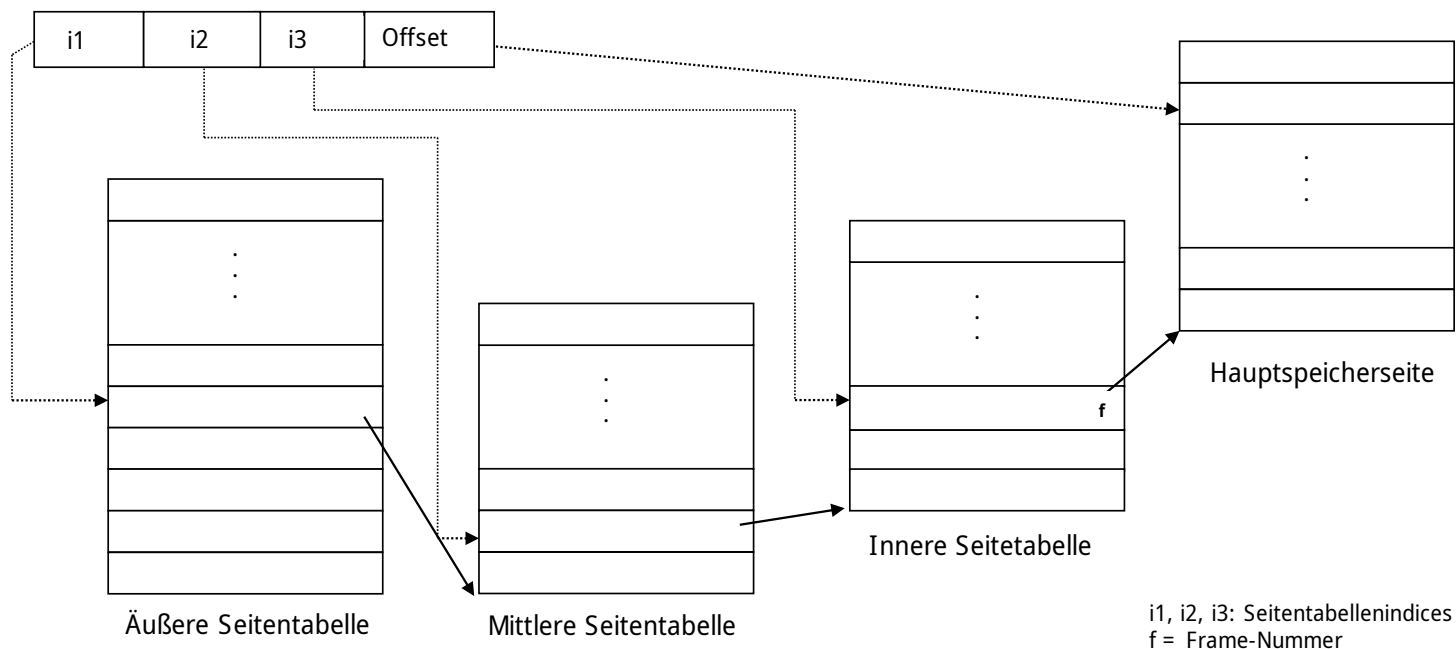 i1 i2 i3 Offset
Hauptspeicherseite
f
Innere Seitetabelle
Äußere Seitentabelle
Mittlere Seitentabelle
i1, i2, i3: Seitentabellenindices
f = Frame-Nummer